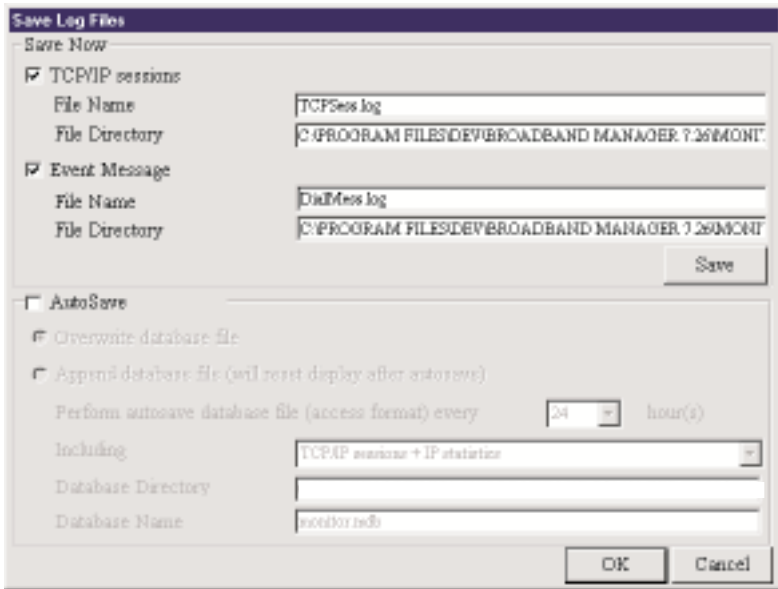 Save Log Files
Save Now
TCP/IP sessions
File Name
TCPSess.log
File Directory
C:\PROGRAM FILES\DEV\BROADBAND MANAGER 7.26\MONI
Event Message
File Name
DialMess.log
File Directory
C:\PROGRAM FILES\DEV\BROADBAND MANAGER 7.26\MONI
Save
AutoSave
Overwrite database file
Append database file (will reset display after autosave)
Perform autosave database file (access format) every 24 hour(s)
Including
TCP/IP sessions + IP statistics
Database Directory
Database Name
monitor.mdb
OK
Cancel